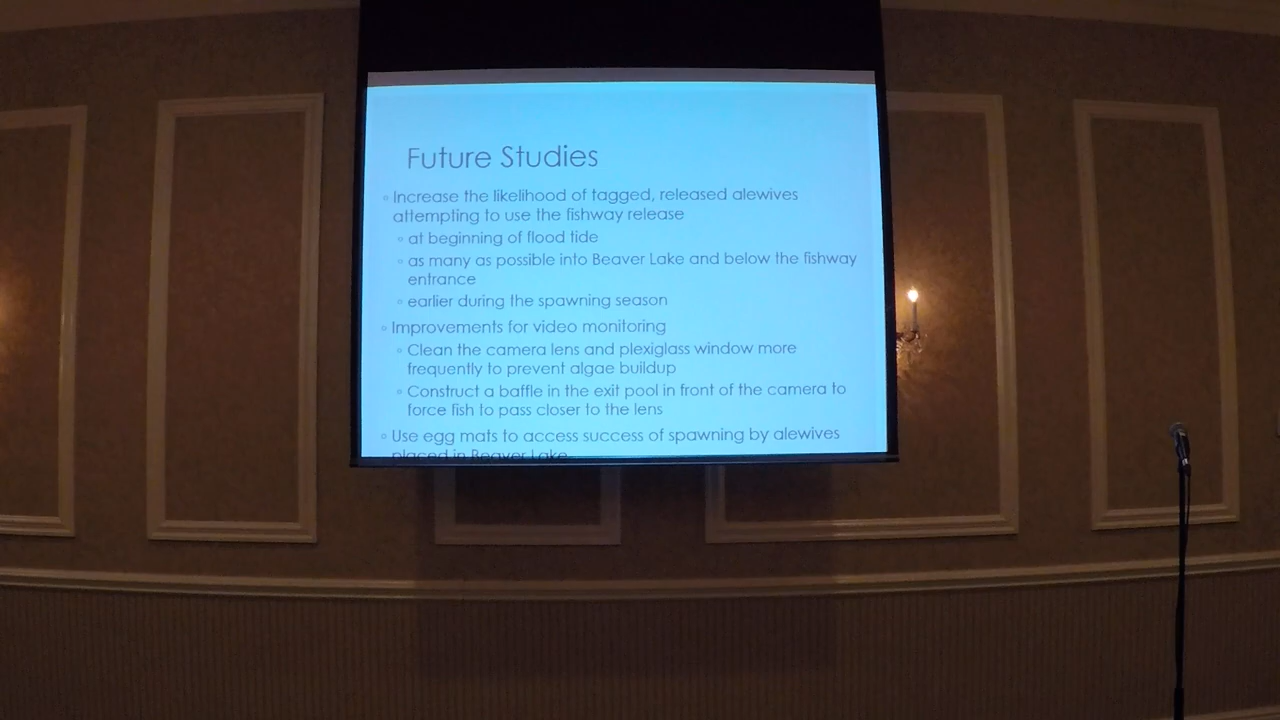 Future Studies
Increase the likelihood of tagged, released alewives
attempting to use the fishway release
at beginning of flood tide
as many as possible into Beaver Lake and below the fishway
entrance
earlier during the spawning season
Improvements for video monitoring
Clean the camera lens and plexiglass window more
frequently to prevent algae buildup
Construct a baffle in the exit pool in front of the camera to
force fish to pass closer to the lens
Use egg mats to access success of spawning by alewives
placed in Beaver Lake